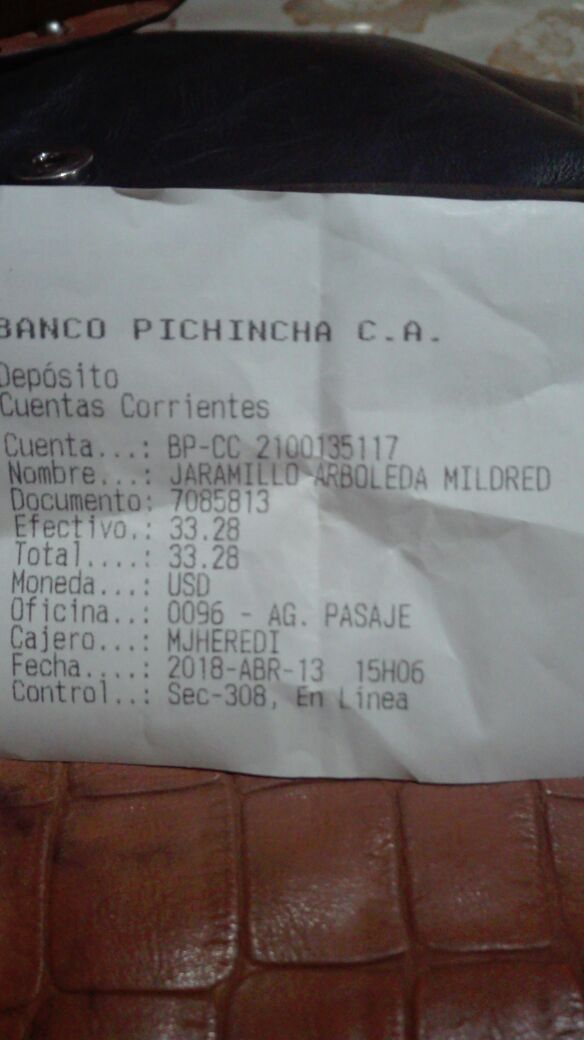 BANCO PICHINCHA C.A.
Depósito
Cuentas Corrientes
Cuenta...: BP-CC 2100135117
Nombre...: JARAMILLO ARBOLEDA MILDRED
Documento: 7085813
Efectivo.: 33.28
Total....: 33.28
Moneda...: USD
Oficina..: 0096 - AG. PASAJE
Cajero...: MJHEREDI
Fecha....: 2018-ABR-13 15H06
Control..: Sec-308, En Linea